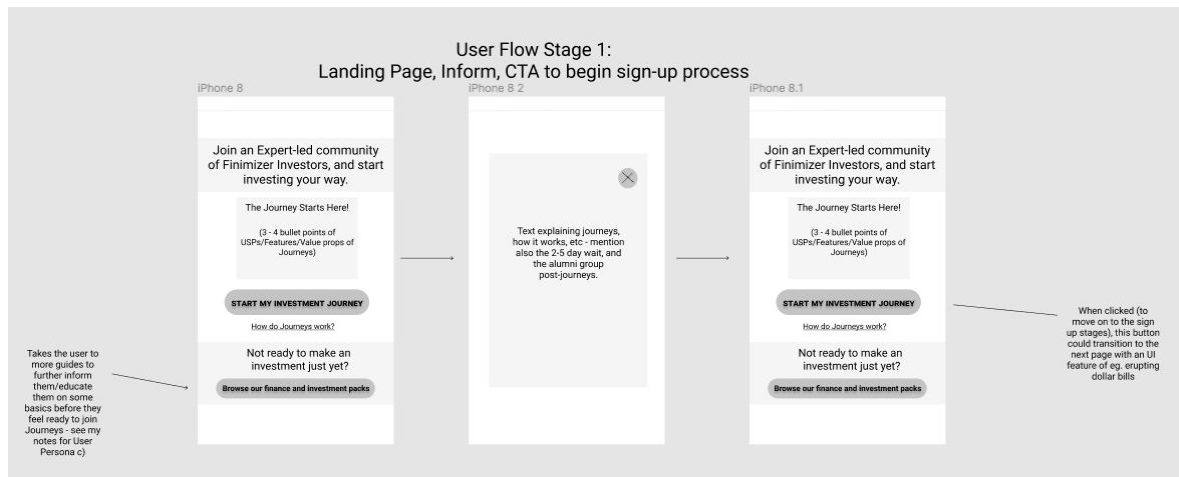 User Flow Stage 1:
Landing Page, Inform, CTA to begin sign-up process
iPhone 8
Join an Expert-led community
of Finimizer Investors, and start
investing your way.
The Journey Starts Here!
(3 - 4 bullet points of
USPs/Features/Value props of
Journeys)
START MY INVESTMENT JOURNEY
How do Journeys work?
Not ready to make an
investment just yet?
Browse our finance and investment packs
Takes the user to
more guides to
further inform
them/educate
them on some
basics before they
feel ready to join
Journeys - see my
notes for User
Persona c)
iPhone 8 2
Text explaining journeys,
how it works, etc - mention
also the 2-5 day wait, and
the alumni group
post-journeys.
iPhone 8.1
Join an Expert-led community
of Finimizer Investors, and start
investing your way.
The Journey Starts Here!
(3 - 4 bullet points of
USPs/Features/Value props of
Journeys)
START MY INVESTMENT JOURNEY
How do Journeys work?
Not ready to make an
investment just yet?
Browse our finance and investment packs
When clicked (to
move on to the sign
up stages), this button
could transition to the
next page with an UI
feature of eg. erupting
dollar bills